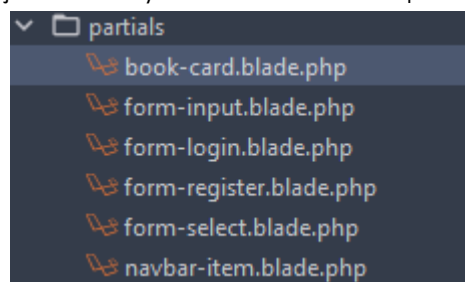 partials
book-card.blade.php
form-input.blade.php
form-login.blade.php
form-register.blade.php
form-select.blade.php
navbar-item.blade.php